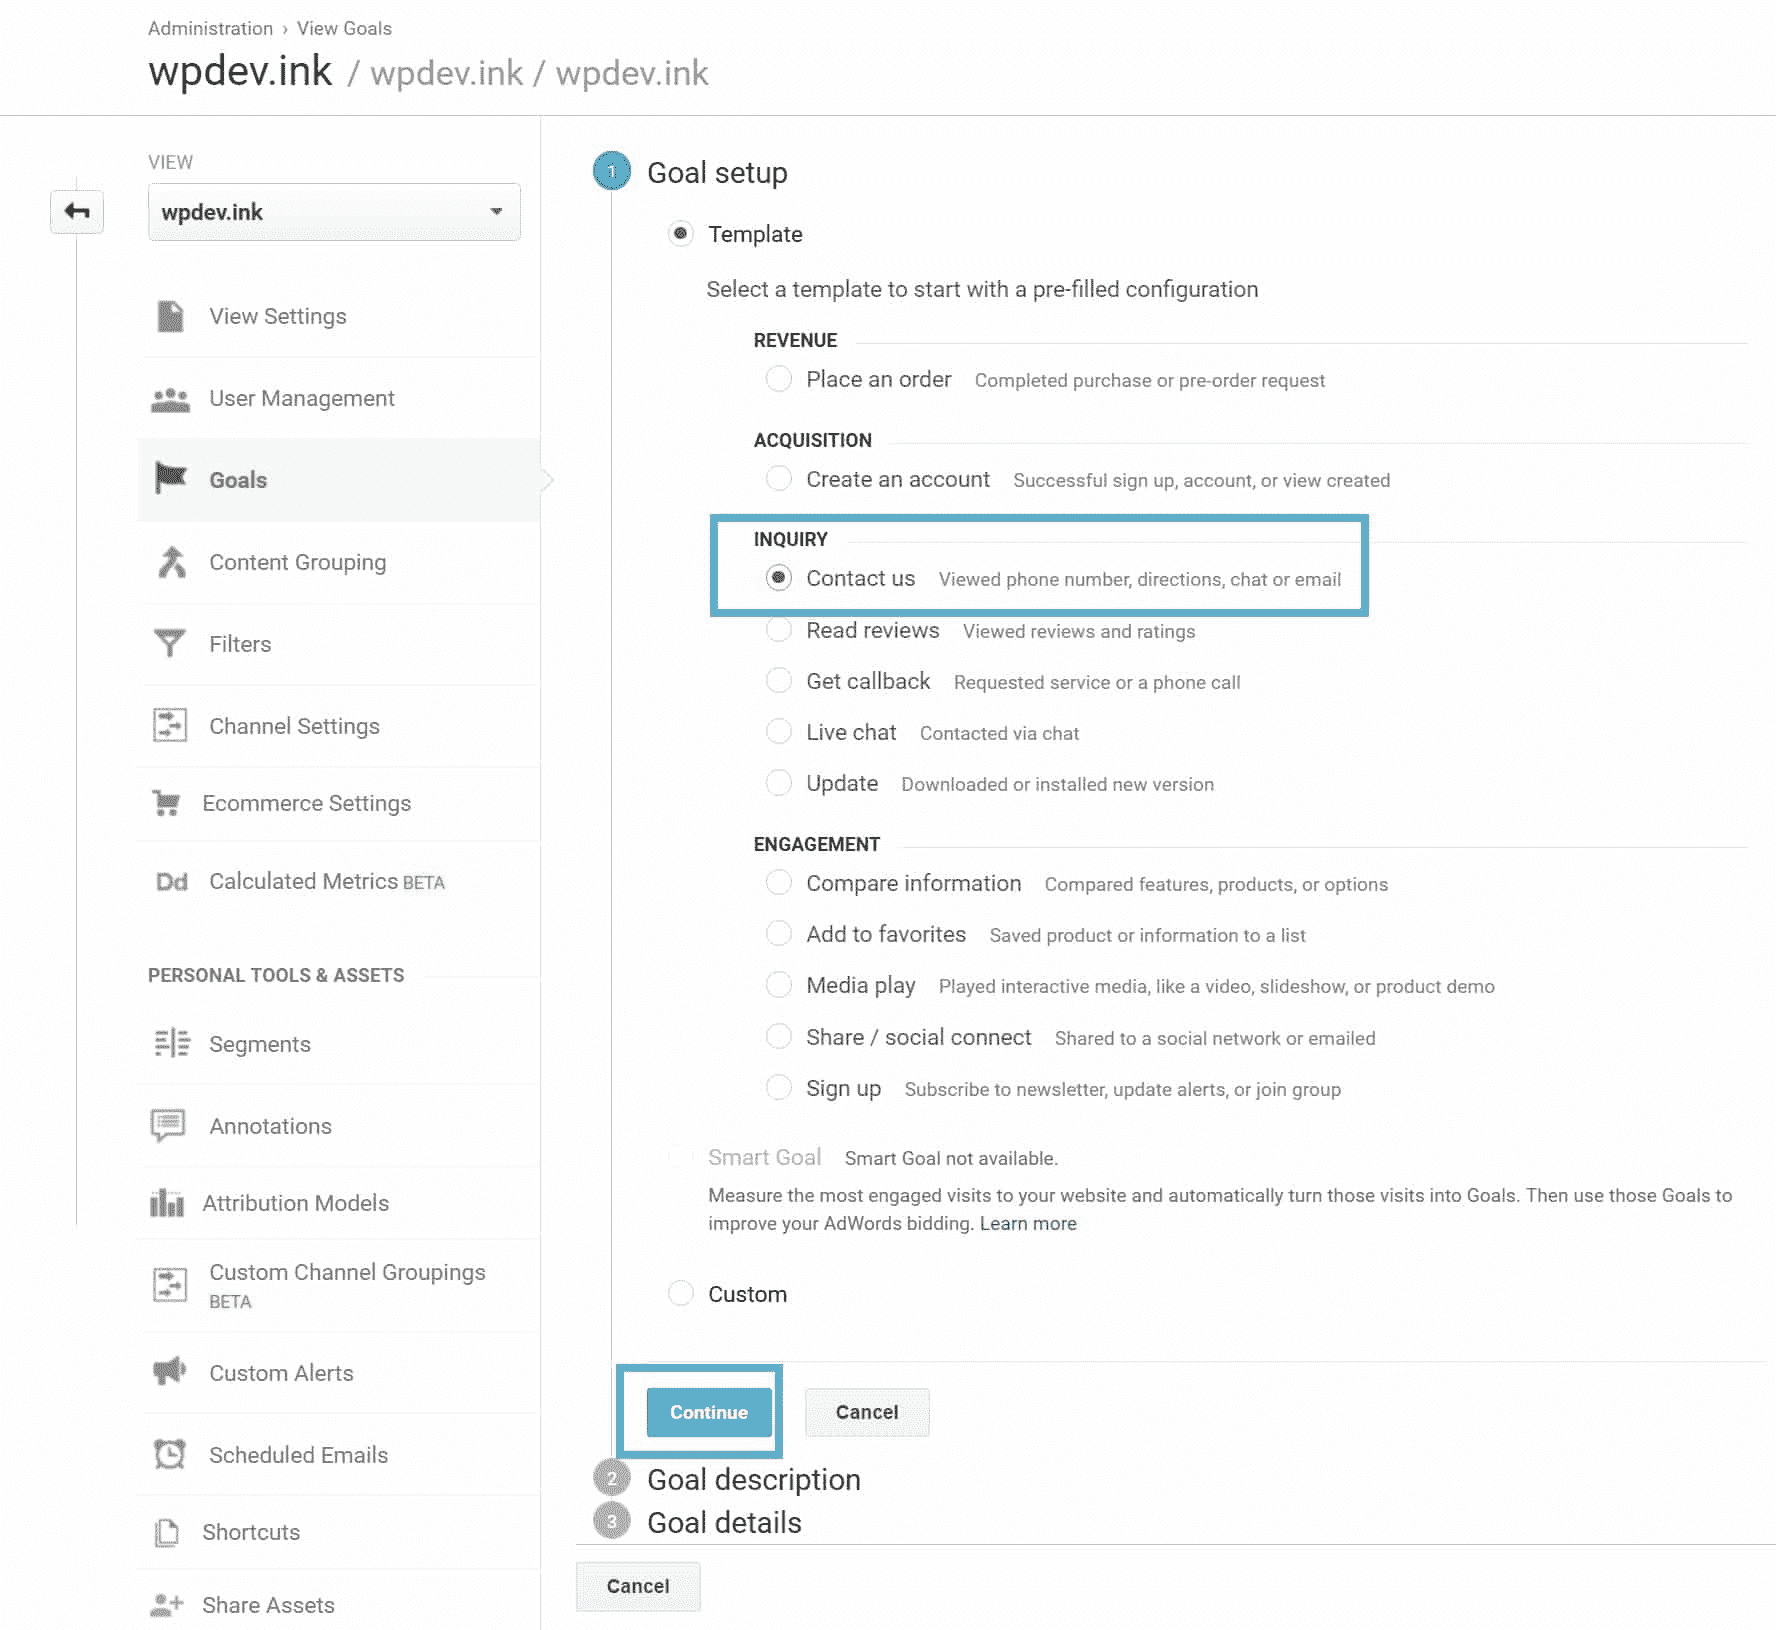 Administration › View Goals
wpdev.ink / wpdev.ink / wpdev.ink
VIEW
wpdev.ink
View Settings
User Management
Goals
Content Grouping
Filters
Channel Settings
Ecommerce Settings
Dd Calculated Metrics BETA
PERSONAL TOOLS & ASSETS
Segments
Annotations
Attribution Models
Custom Channel Groupings
BETA
Custom Alerts
Scheduled Emails
Shortcuts
Share Assets
1 Goal setup
Template
Select a template to start with a pre-filled configuration
REVENUE
Place an order Completed purchase or pre-order request
ACQUISITION
Create an account Successful sign up, account, or view created
INQUIRY
Contact us Viewed phone number, directions, chat or email
Read reviews Viewed reviews and ratings
Get callback Requested service or a phone call
Live chat Contacted via chat
Update Downloaded or installed new version
ENGAGEMENT
Compare information Compared features, products, or options
Add to favorites Saved product or information to a list
Media play Played interactive media, like a video, slideshow, or product demo
Share / social connect Shared to a social network or emailed
Sign up Subscribe to newsletter, update alerts, or join group
Smart Goal Smart Goal not available.
Measure the most engaged visits to your website and automatically turn those visits into Goals. Then use those Goals to
improve your AdWords bidding. Learn more
Custom
Continue Cancel
2 Goal description
3 Goal details
Cancel